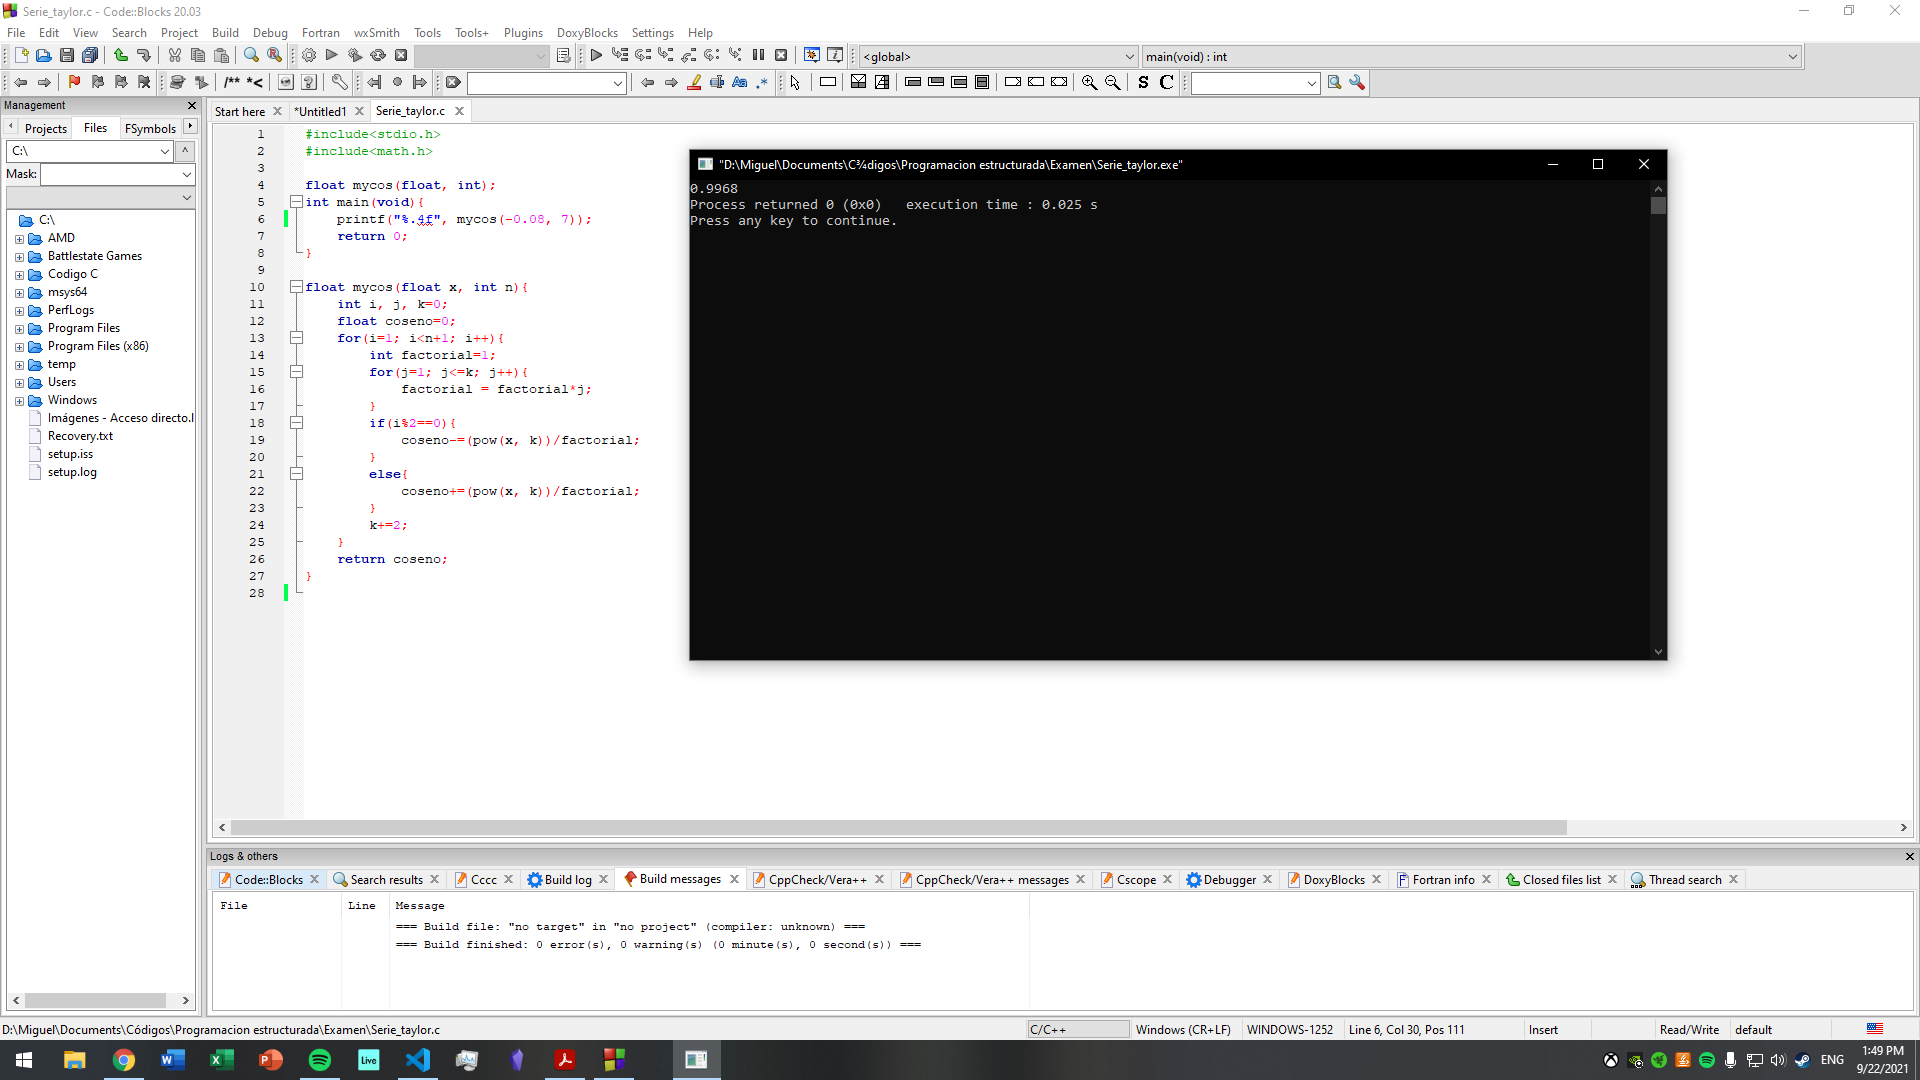 Serie_taylor.c - Code::Blocks 20.03
File Edit View Search Project Build Debug Fortran wxSmith Tools Tools+ Plugins DoxyBlocks Settings Help
<global> main(void) : int
/** *< Aa .* S C
Management
Projects Files FSymbols
C:\ ^
Mask:
C:\
AMD
Battlestate Games
Codigo C
msys64
PerfLogs
Program Files
Program Files (x86)
temp
Users
Windows
Imágenes - Acceso directo.l
Recovery.txt
setup.iss
setup.log
Start here *Untitled1 Serie_taylor.c
1 #include<stdio.h>
2 #include<math.h>
3
4 float mycos(float, int);
5 int main(void){
6 printf("%.4f", mycos(-0.08, 7));
7 return 0;
8 }
9
10 float mycos(float x, int n){
11 int i, j, k=0;
12 float coseno=0;
13 for(i=1; i<n+1; i++){
14 int factorial=1;
15 for(j=1; j<=k; j++){
16 factorial = factorial*j;
17 }
18 if(i%2==0){
19 coseno-=(pow(x, k))/factorial;
20 }
21 else{
22 coseno+=(pow(x, k))/factorial;
23 }
24 k+=2;
25 }
26 return coseno;
27 }
28
"D:\Miguel\Documents\C¾digos\Programacion estructurada\Examen\Serie_taylor.exe"
0.9968
Process returned 0 (0x0) execution time : 0.025 s
Press any key to continue.
Logs & others
Code::Blocks Search results Cccc Build log Build messages CppCheck/Vera++ CppCheck/Vera++ messages Cscope Debugger DoxyBlocks Fortran info Closed files list Thread search
File Line Message
=== Build file: "no target" in "no project" (compiler: unknown) ===
=== Build finished: 0 error(s), 0 warning(s) (0 minute(s), 0 second(s)) ===
D:\Miguel\Documents\Códigos\Programacion estructurada\Examen\Serie_taylor.c C/C++ Windows (CR+LF) WINDOWS-1252 Line 6, Col 30, Pos 111 Insert Read/Write default
Live ENG 1:49 PM
9/22/2021